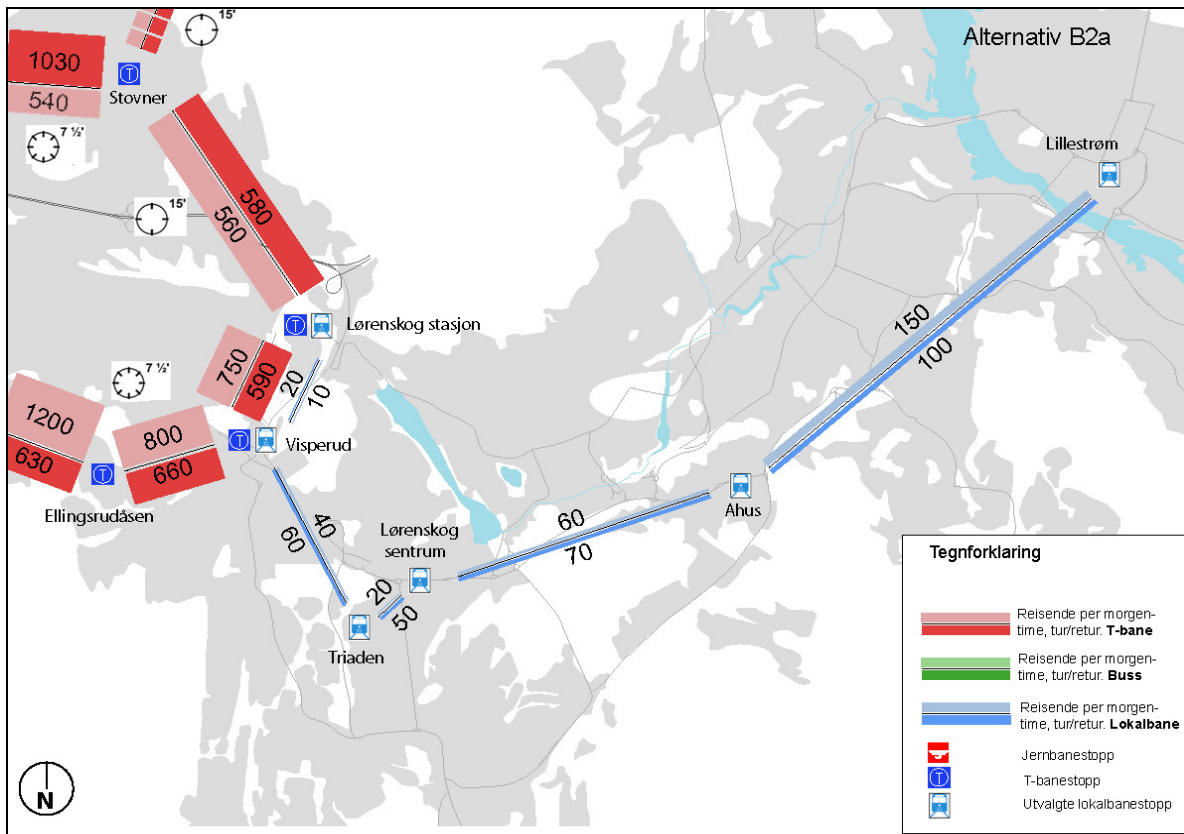 15'
Alternativ B2a
1030
540
T
Stovner
7 ½'
Lillestrøm
15'
580
560
T
Lørenskog stasjon
7 ½'
750
590
20
10
150
100
1200
630
T
800
660
T
Visperud
Ellingsrudåsen
40
60
Lørenskog
sentrum
60
70
Ahus
20
50
Triaden
N
Tegnforklaring
Reisende per morgen-
time, tur/retur. T-bane
Reisende per morgen-
time, tur/retur. Buss
Reisende per morgen-
time, tur/retur. Lokalbane
Jernbanestopp
T
T-banestopp
Utvalgte lokalbanestopp